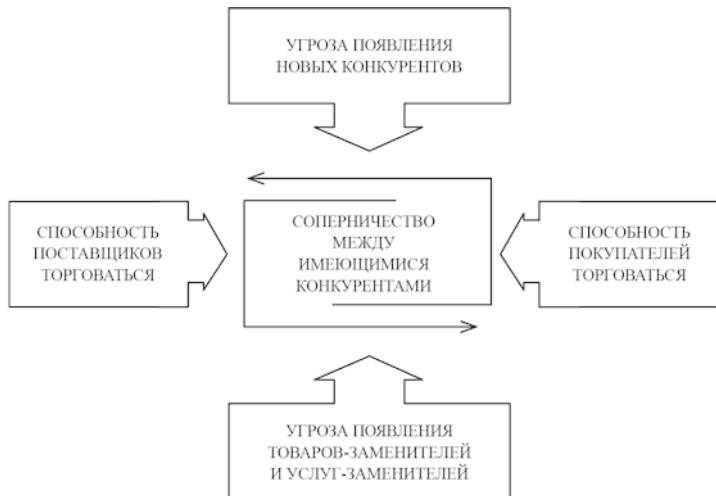 УГРОЗА ПОЯВЛЕНИЯ
НОВЫХ КОНКУРЕНТОВ
СПОСОБНОСТЬ
ПОСТАВЩИКОВ
ТОРГОВАТЬСЯ
СОПЕРНИЧЕСТВО
МЕЖДУ
ИМЕЮЩИМИСЯ
КОНКУРЕНТАМИ
СПОСОБНОСТЬ
ПОКУПАТЕЛЕЙ
ТОРГОВАТЬСЯ
УГРОЗА ПОЯВЛЕНИЯ
ТОВАРОВ-ЗАМЕНИТЕЛЕЙ
И УСЛУГ-ЗАМЕНИТЕЛЕЙ